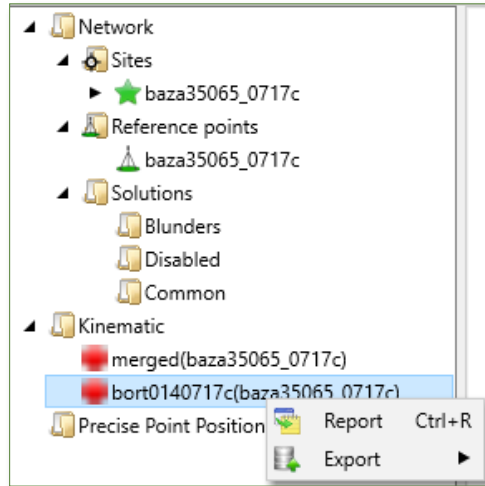 Network
Sites
baza35065_0717c
Reference points
baza35065_0717c
Solutions
Blunders
Disabled
Common
Kinematic
merged(baza35065_0717c)
bort0140717c(baza35065_0717c)
Precise Point Position
Report Ctrl+R
Export